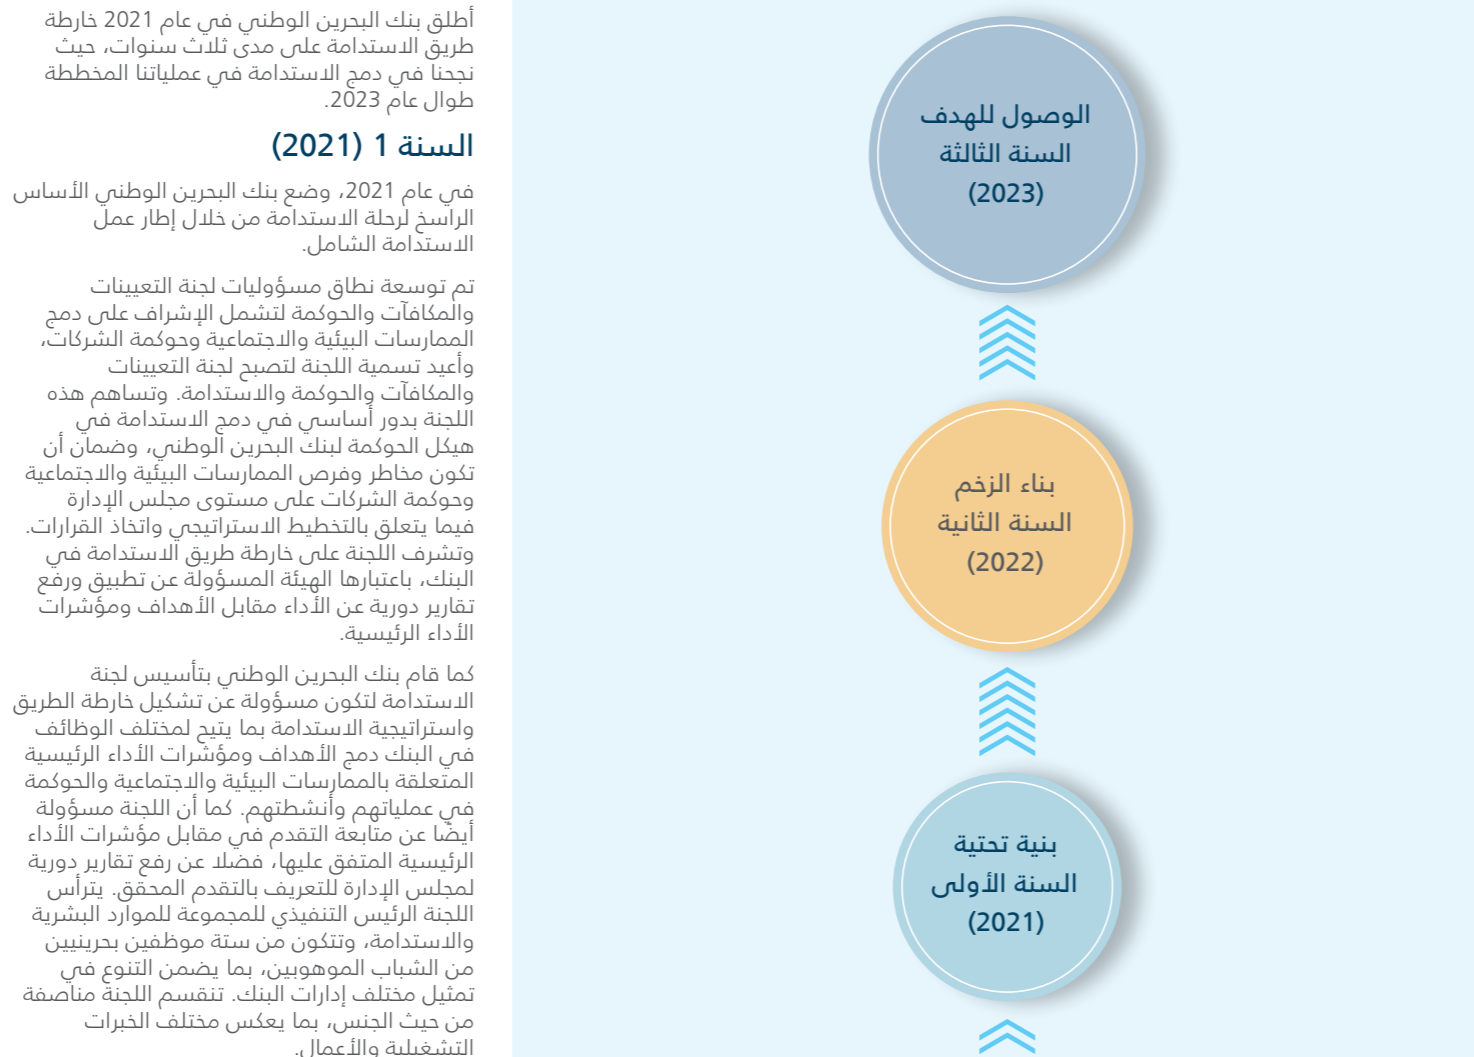 أطلق بنك البحرين الوطني في عام 2021 خارطة
طريق الاستدامة على مدى ثلاث سنوات، حيث
نجحنا في دمج الاستدامة في عملياتنا المخططة
طوال عام 2023.
السنة 1 (2021)
في عام 2021، وضع بنك البحرين الوطني الأساس
الراسخ لرحلة الاستدامة من خلال إطار عمل
الاستدامة الشامل.
تم توسعة نطاق مسؤوليات لجنة التعيينات
والمكافآت والحوكمة لتشمل الإشراف على دمج
الممارسات البيئية والاجتماعية وحوكمة الشركات،
وأعيد تسمية اللجنة لتصبح لجنة التعيينات
والمكافآت والحوكمة والاستدامة. وتساهم هذه
اللجنة بدور أساسي في دمج الاستدامة في
هيكل الحوكمة لبنك البحرين الوطني، وضمان أن
تكون مخاطر وفرص الممارسات البيئية والاجتماعية
وحوكمة الشركات على مستوى مجلس الإدارة
فيما يتعلق بالتخطيط الاستراتيجي واتخاذ القرارات.
وتشرف اللجنة على خارطة طريق الاستدامة في
البنك، باعتبارها الهيئة المسؤولة عن تطبيق ورفع
تقارير دورية عن الأداء مقابل الأهداف ومؤشرات
الأداء الرئيسية.
كما قام بنك البحرين الوطني بتأسيس لجنة
الاستدامة لتكون مسؤولة عن تشكيل خارطة الطريق
واستراتيجية الاستدامة بما يتيح لمختلف الوظائف
في البنك دمج الأهداف ومؤشرات الأداء الرئيسية
المتعلقة بالممارسات البيئية والاجتماعية والحوكمة
في عملياتهم وأنشطتهم. كما أن اللجنة مسؤولة
أيضًا عن متابعة التقدم في مقابل مؤشرات الأداء
الرئيسية المتفق عليها، فضلا عن رفع تقارير دورية
لمجلس الإدارة للتعريف بالتقدم المحقق. يترأس
اللجنة الرئيس التنفيذي للمجموعة للموارد البشرية
والاستدامة، وتتكون من ستة موظفين بحرينيين
من الشباب الموهوبين، بما يضمن التنوع في
تمثيل مختلف إدارات البنك. تنقسم اللجنة مناصفة
من حيث الجنس، بما يعكس مختلف الخبرات
التشغيلية والأعمال.
الوصول للهدف
السنة الثالثة
(2023)
بناء الزخم
السنة الثانية
(2022)
بنية تحتية
السنة الأولى
(2021)